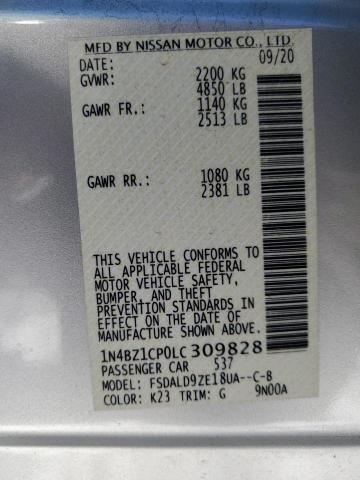 MFD BY NISSAN MOTOR CO., LTD.
DATE: 09/20
GVWR: 2200 KG
4850 LB
GAWR FR.: 1140 KG
2513 LB
GAWR RR.: 1080 KG
2381 LB
THIS VEHICLE CONFORMS TO
ALL APPLICABLE FEDERAL
MOTOR VEHICLE SAFETY,
BUMPER, AND THEFT
PREVENTION STANDARDS IN
EFFECT ON THE DATE OF
MANUFACTURE SHOWN ABOVE.
1N4BZ1CP0LC 309828
PASSENGER CAR 537
MODEL: FSDALD9ZE18UA--C-B
COLOR: K23 TRIM: G 9N00A